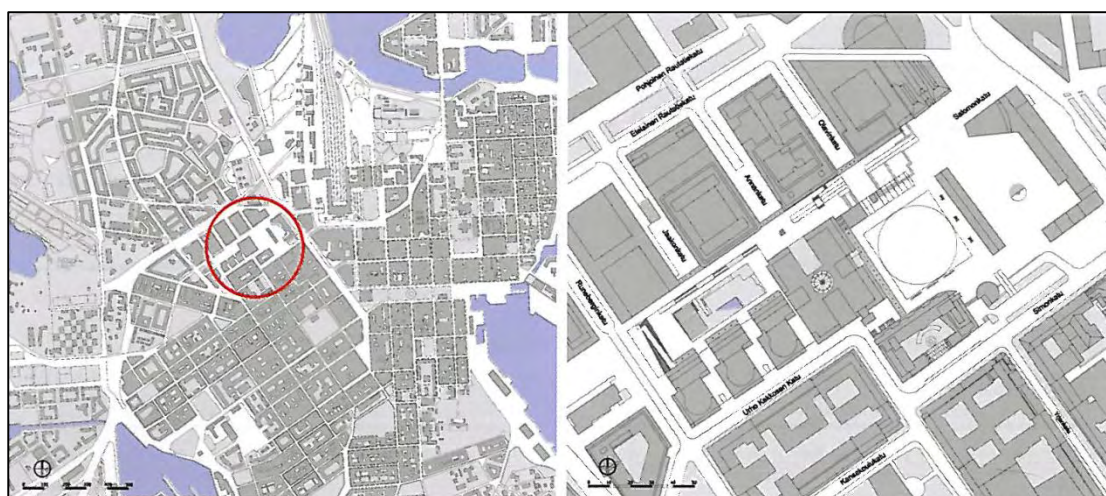 Pohjoinen Rautatiekatu
Eteläinen Rautatiekatu
Olavinkatu
Salomonkatu
Annankatu
Jaakonkatu
Runeberginkatu
Simonkatu
Urho Kekkosen Katu
Yrjönkatu
Kansakoulukatu